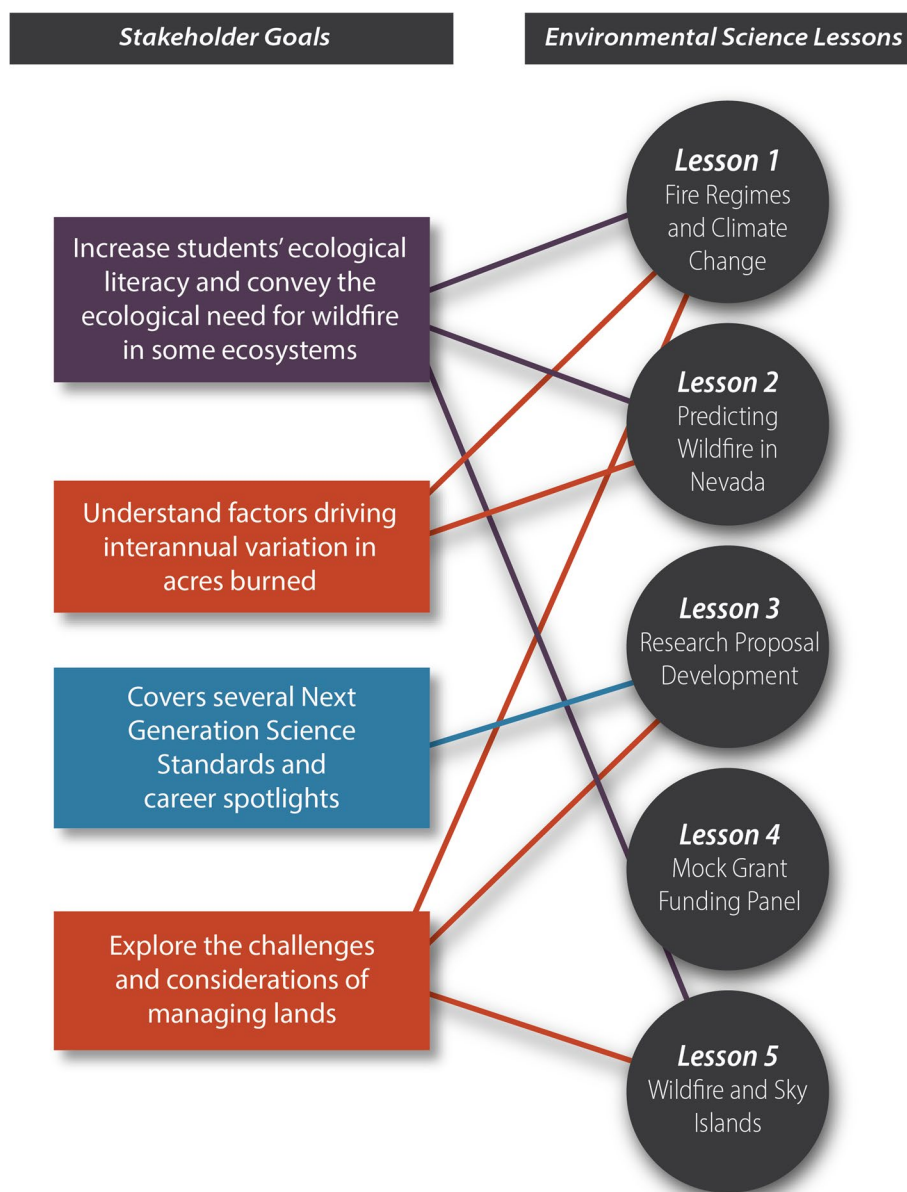 Stakeholder Goals
Environmental Science Lessons
Increase students’ ecological
literacy and convey the
ecological need for wildfire
in some ecosystems
Understand factors driving
interannual variation in
acres burned
Covers several Next
Generation Science
Standards and
career spotlights
Explore the challenges
and considerations of
managing lands
Lesson 1
Fire Regimes
and Climate
Change
Lesson 2
Predicting
Wildfire in
Nevada
Lesson 3
Research Proposal
Development
Lesson 4
Mock Grant
Funding Panel
Lesson 5
Wildfire and Sky
Islands